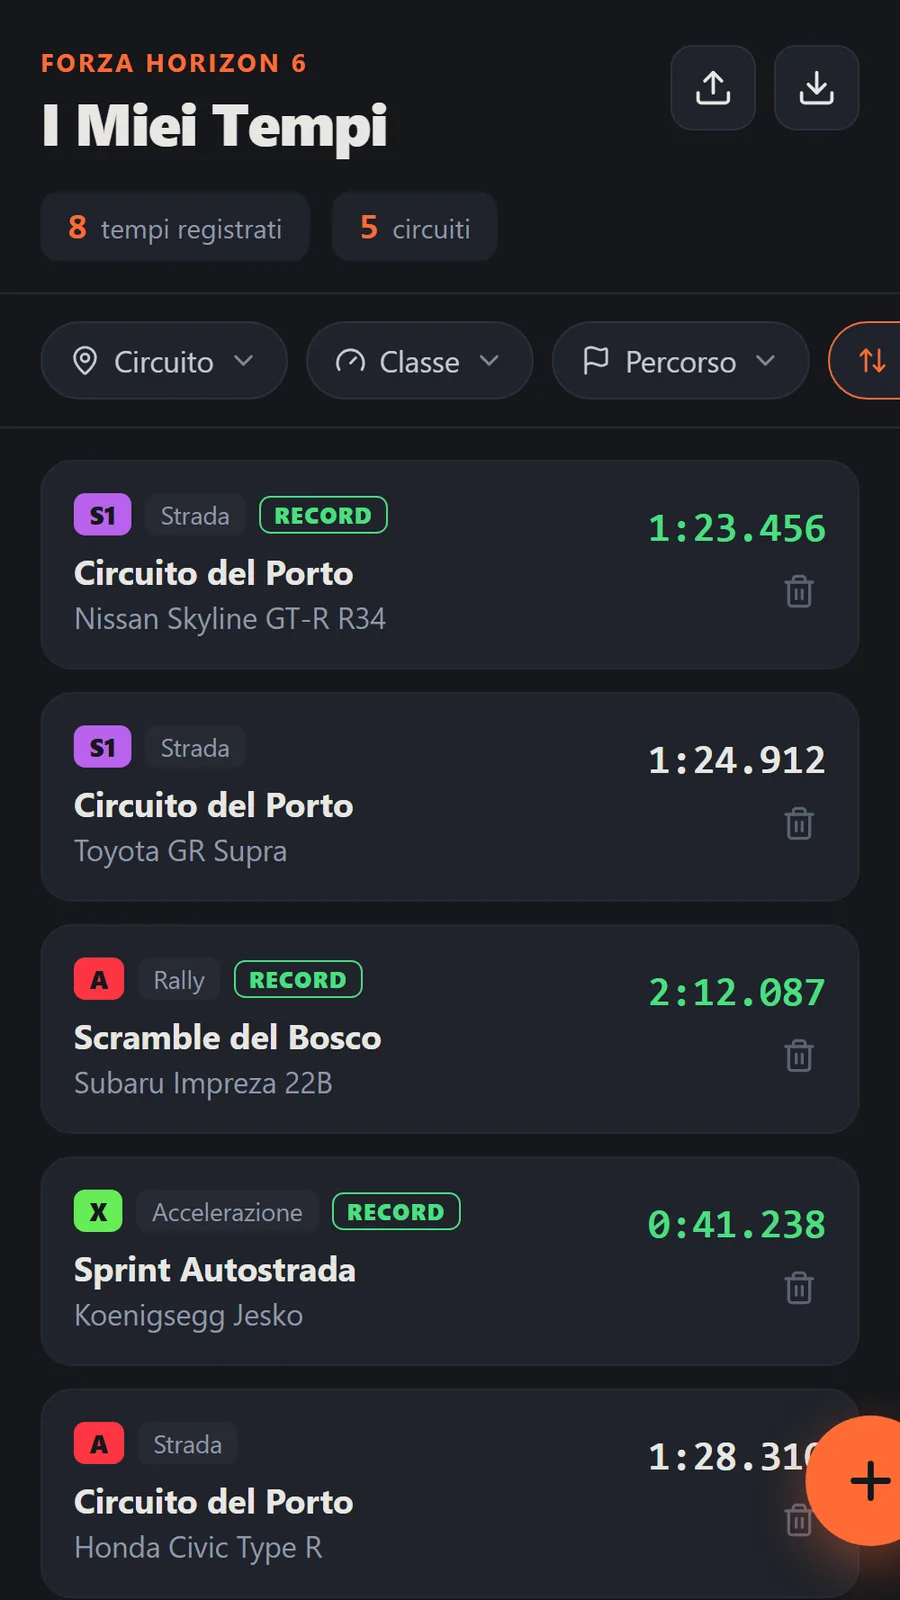 FORZA HORIZON 6
I Miei Tempi
8 tempi registrati
5 circuiti
Circuito
Classe
Percorso
S1 Strada RECORD
1:23.456
Circuito del Porto
Nissan Skyline GT-R R34
S1 Strada
1:24.912
Circuito del Porto
Toyota GR Supra
A Rally RECORD
2:12.087
Scramble del Bosco
Subaru Impreza 22B
X Accelerazione RECORD
0:41.238
Sprint Autostrada
Koenigsegg Jesko
A Strada
1:28.310
Circuito del Porto
Honda Civic Type R